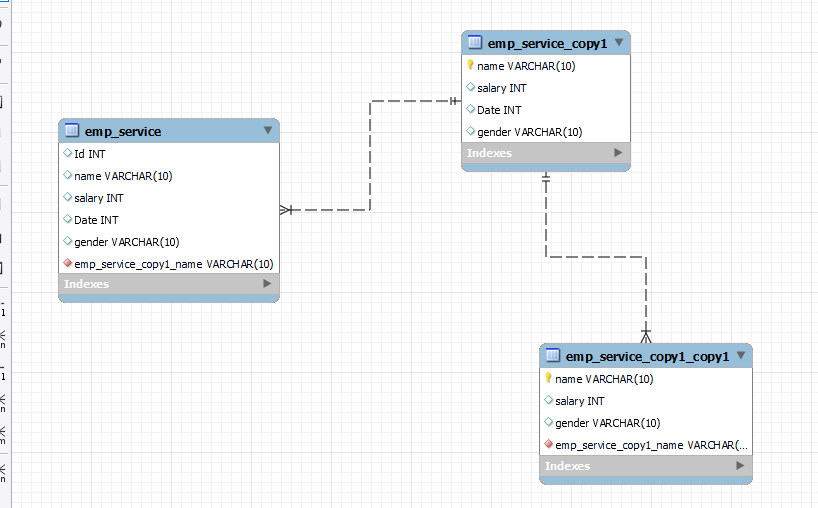 emp_service_copy1
name VARCHAR(10)
salary INT
Date INT
gender VARCHAR(10)
Indexes
emp_service
Id INT
name VARCHAR(10)
salary INT
Date INT
gender VARCHAR(10)
emp_service_copy1_name VARCHAR(10)
Indexes
emp_service_copy1_copy1
name VARCHAR(10)
salary INT
gender VARCHAR(10)
emp_service_copy1_name VARCHAR(...
Indexes